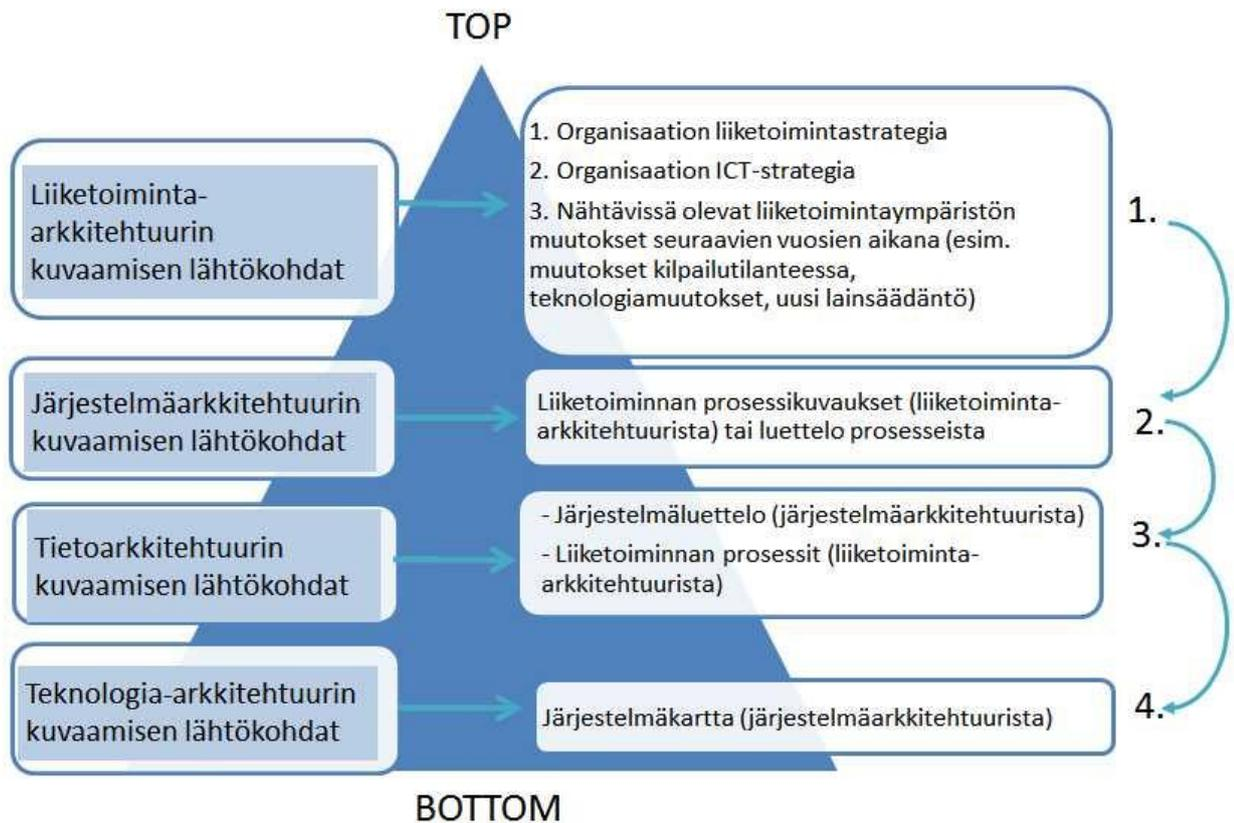 TOP
Liiketoiminta-
arkkitehtuurin
kuvaamisen lähtökohdat
1. Organisaation liiketoimintastrategia
2. Organisaation ICT-strategia
3. Nähtävissä olevat liiketoimintaympäristön
muutokset seuraavien vuosien aikana (esim.
muutokset kilpailutilanteessa,
teknologiamuutokset, uusi lainsäädäntö)
1.
Järjestelmäarkkitehtuurin
kuvaamisen lähtökohdat
Liiketoiminnan prosessikuvaukset (liiketoiminta-
arkkitehtuurista) tai luettelo prosesseista
2.
Tietoarkkitehtuurin
kuvaamisen lähtökohdat
- Järjestelmäluettelo (järjestelmäarkkitehtuurista)
- Liiketoiminnan prosessit (liiketoiminta-
arkkitehtuurista)
3.
Teknologia-arkkitehtuurin
kuvaamisen lähtökohdat
Järjestelmäkartta (järjestelmäarkkitehtuurista)
4.
BOTTOM